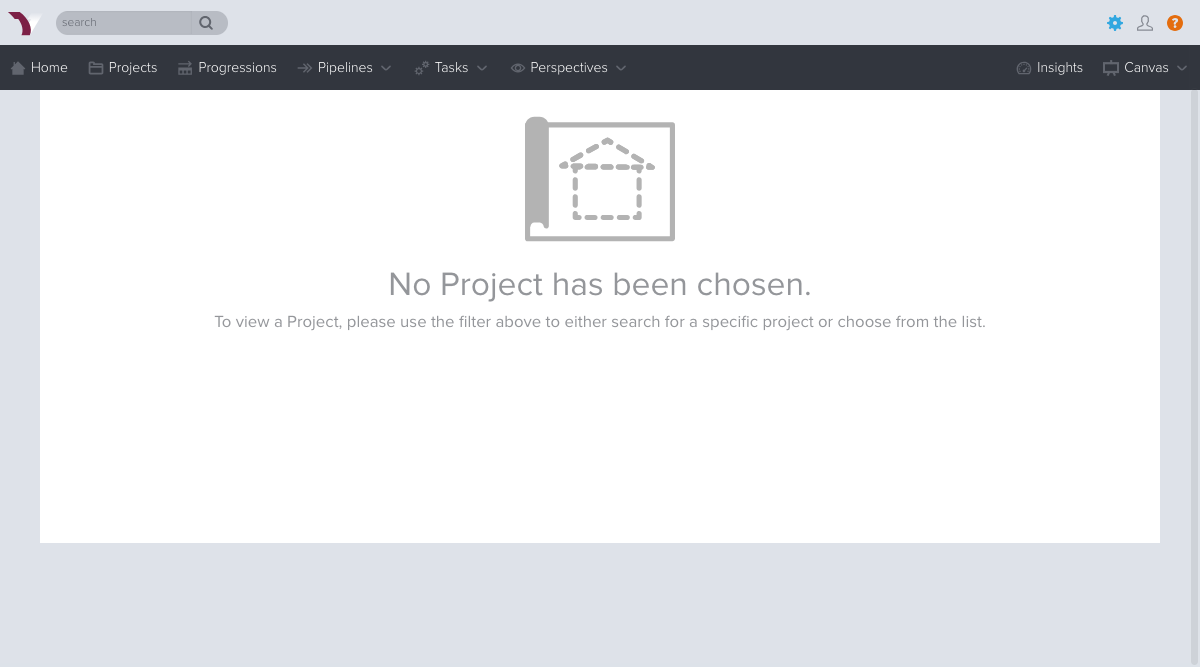 search
?
Home Projects Progressions Pipelines Tasks Perspectives Insights Canvas
No Project has been chosen.
To view a Project, please use the filter above to either search for a specific project or choose from the list.